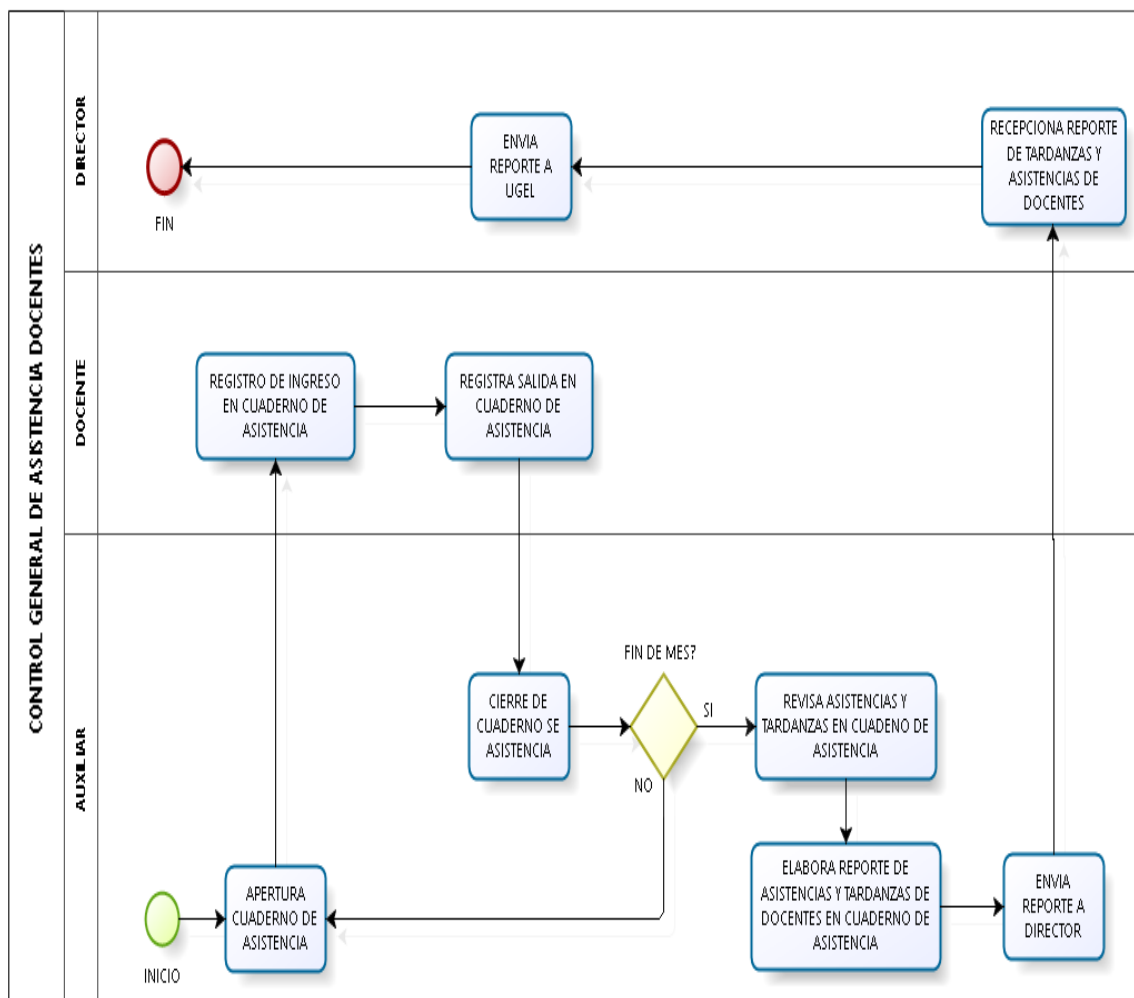 CONTROL GENERAL DE ASISTENCIA DOCENTES
DIRECTOR
FIN
ENVIA
REPORTE A
UGEL
RECEPCIONA REPORTE
DE TARDANZAS Y
ASISTENCIAS DE
DOCENTES
DOCENTE
REGISTRO DE INGRESO
EN CUADERNO DE
ASISTENCIA
REGISTRA SALIDA EN
CUADERNO DE
ASISTENCIA
AUXILIAR
CIERRE DE
CUADERNO SE
ASISTENCIA
FIN DE MES?
SI
NO
REVISA ASISTENCIAS Y
TARDANZAS EN CUADENO DE
ASISTENCIA
INICIO
APERTURA
CUADERNO DE
ASISTENCIA
ELABORA REPORTE DE
ASISTENCIAS Y TARDANZAS DE
DOCENTES EN CUADERNO DE
ASISTENCIA
ENVIA
REPORTE A
DIRECTOR